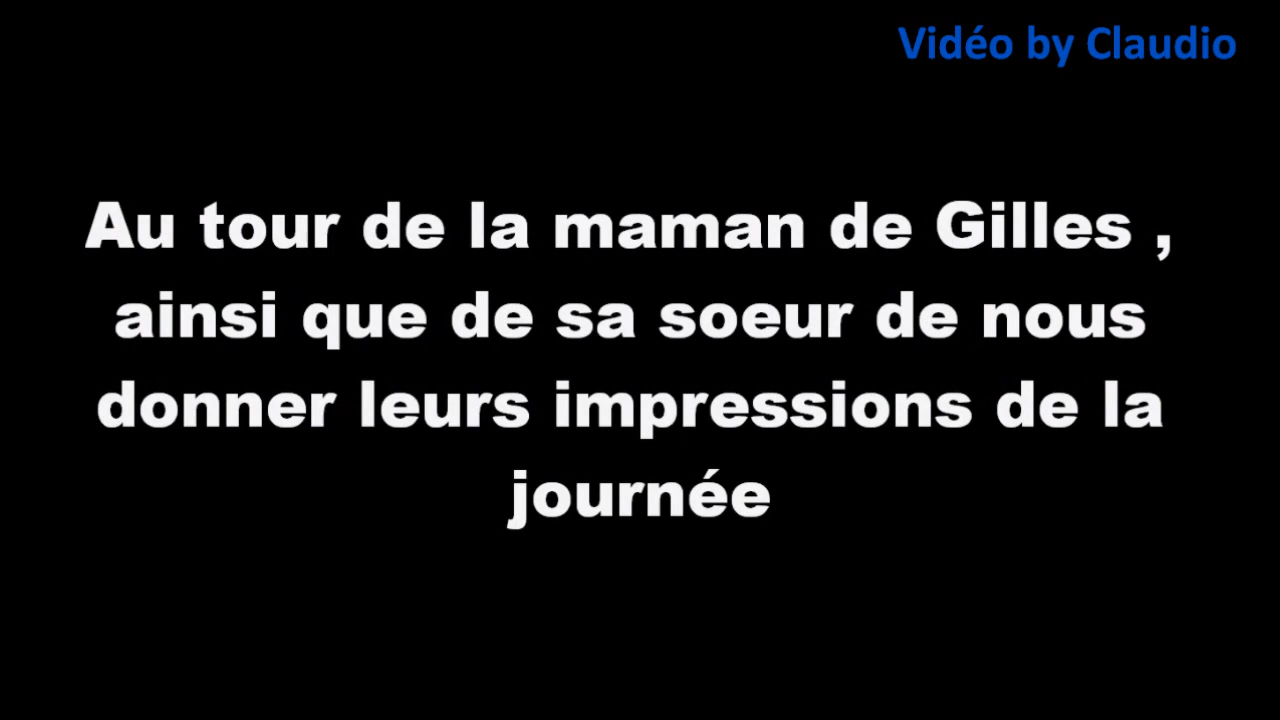 Vidéo by Claudio
Au tour de la maman de Gilles ,
ainsi que de sa soeur de nous
donner leurs impressions de la
journée